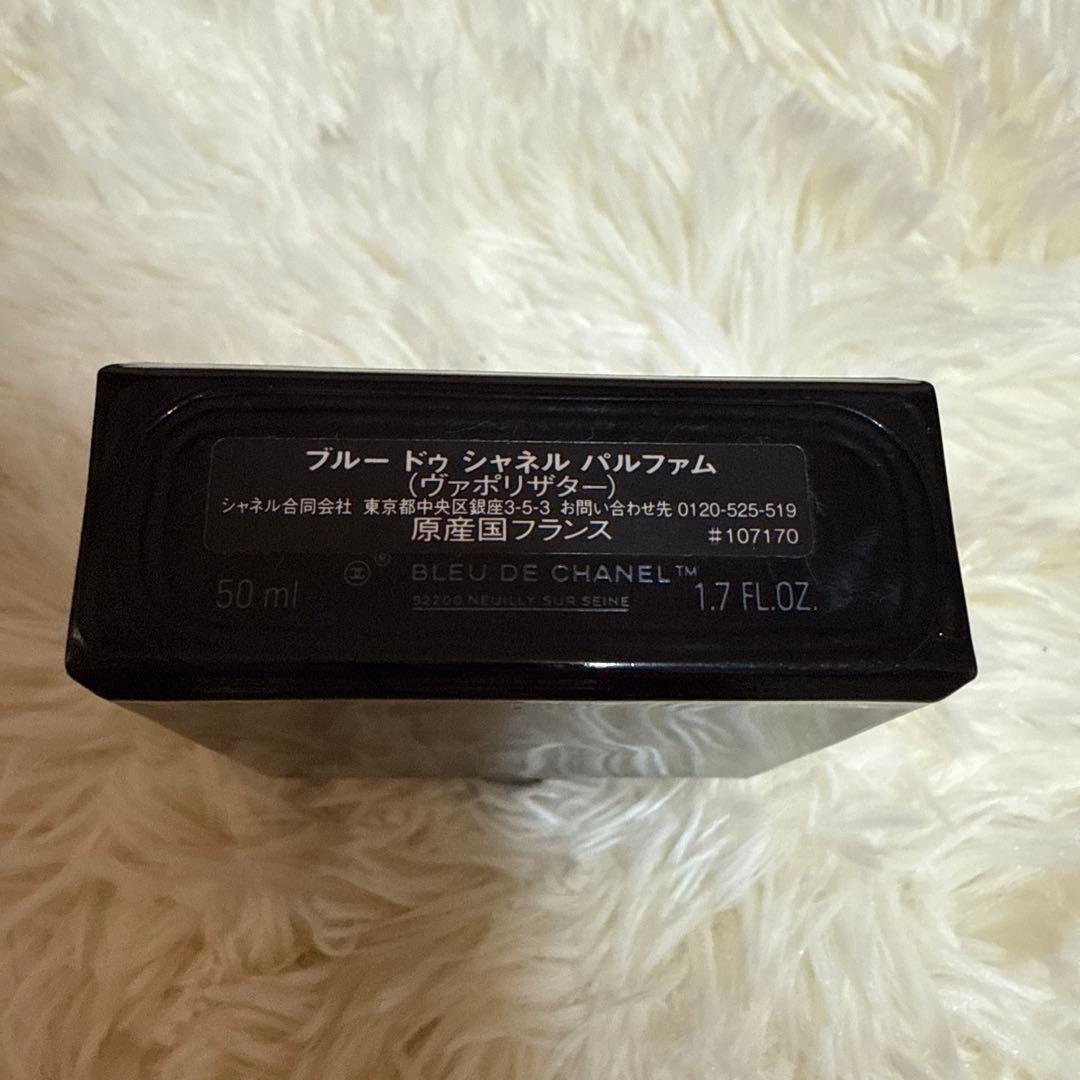 ブルー ドゥ シャネル パルファム
(ヴァポリザター)
シャネル合同会社 東京都中央区銀座3-5-3 お問い合わせ先 0120-525-519
原産国フランス #107170
50 ml ® BLEU DE CHANEL™ 1.7 FL.OZ.
92200 NEUILLY SUR SEINE